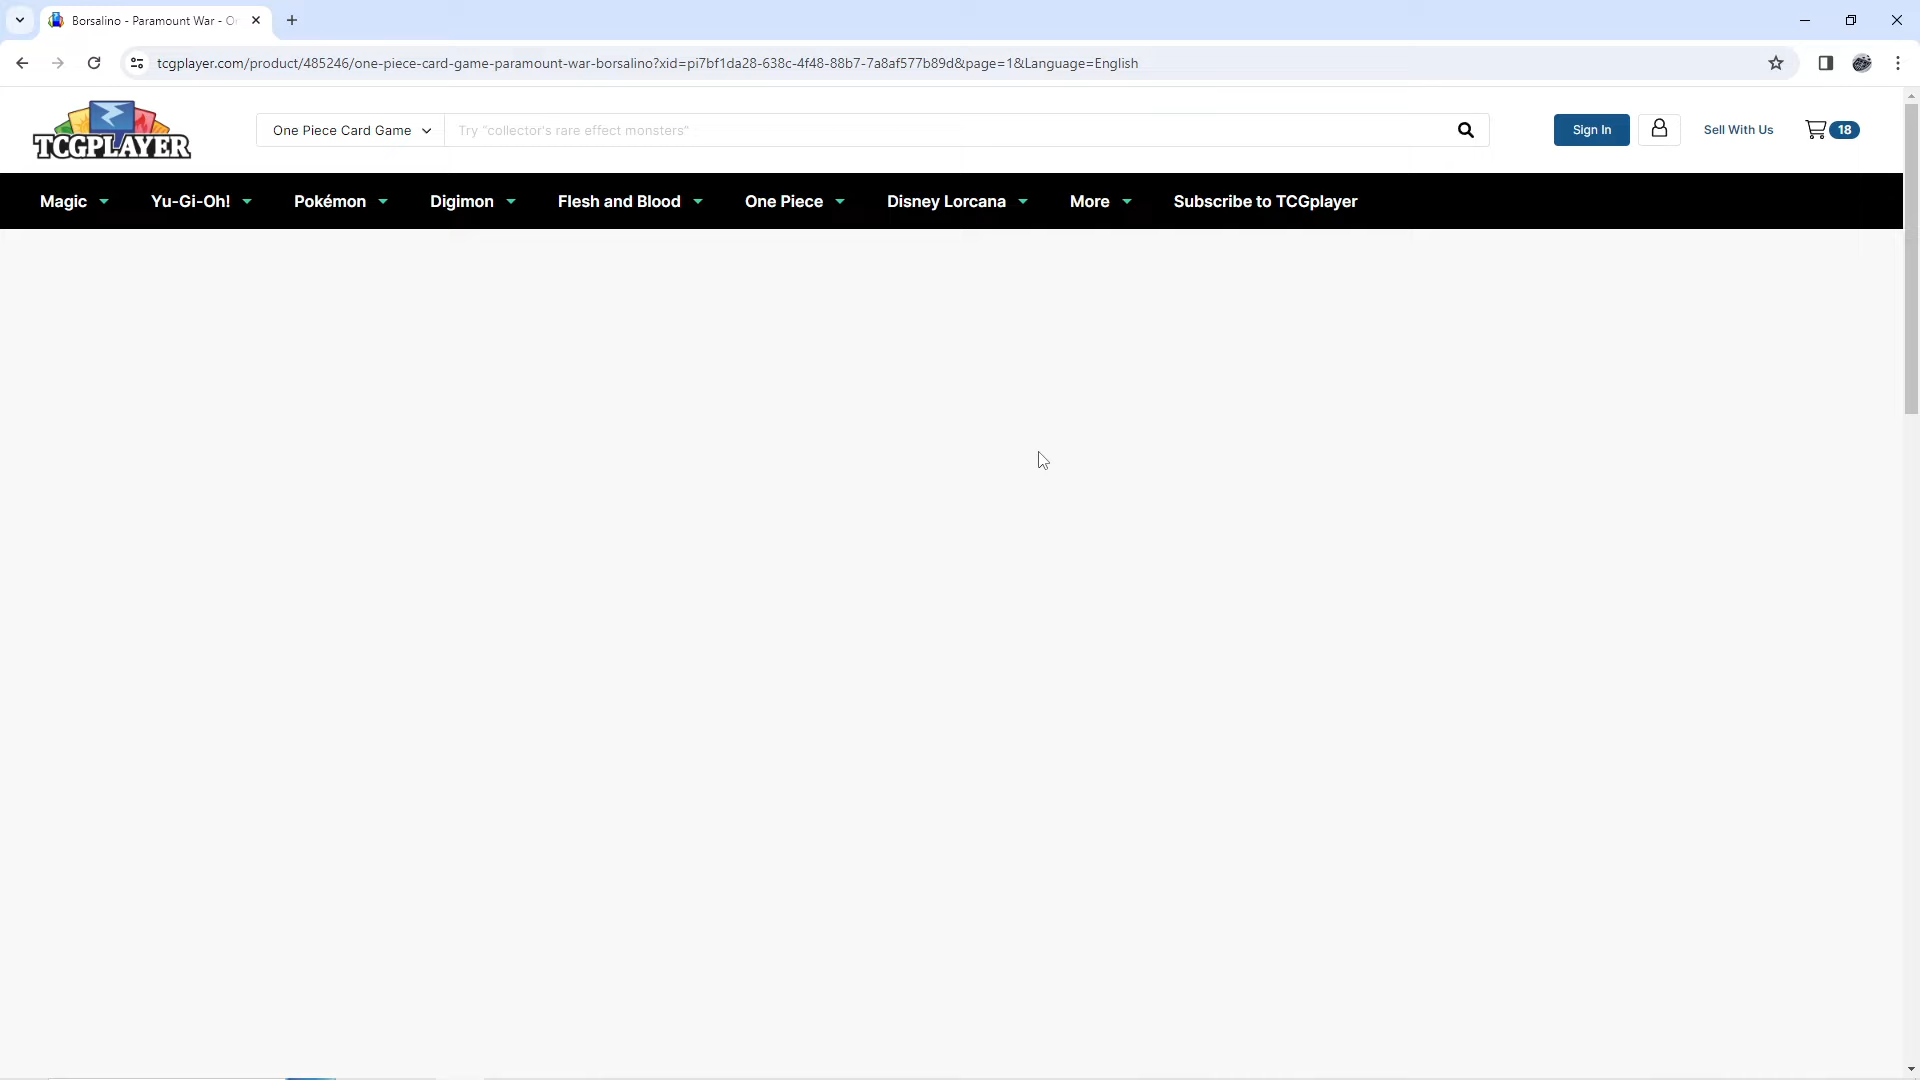 Borsalino - Paramount War - O
tcgplayer.com/product/485246/one-piece-card-game-paramount-war-borsalino?xid=pi7bf1da28-638c-4f48-88b7-7a8af577b89d&page=1&Language=English
TCGPLAYER
One Piece Card Game
Try "collector's rare effect monsters"
Sign In
Sell With Us
18
Magic
Yu-Gi-Oh!
Pokémon
Digimon
Flesh and Blood
One Piece
Disney Lorcana
More
Subscribe to TCGplayer